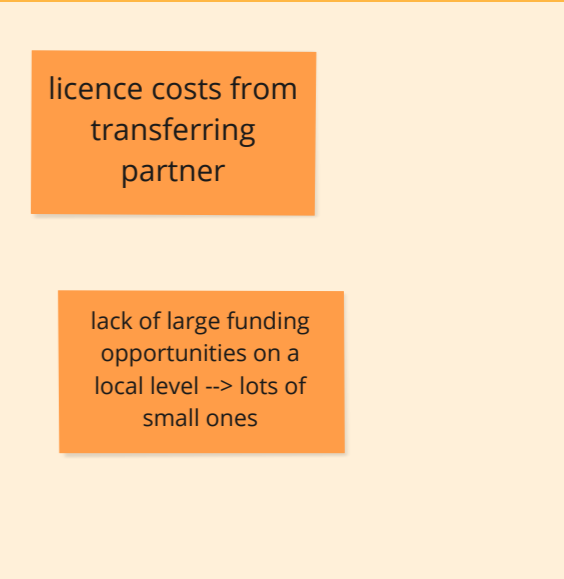 licence costs from
transferring
partner
lack of large funding
opportunities on a
local level --> lots of
small ones